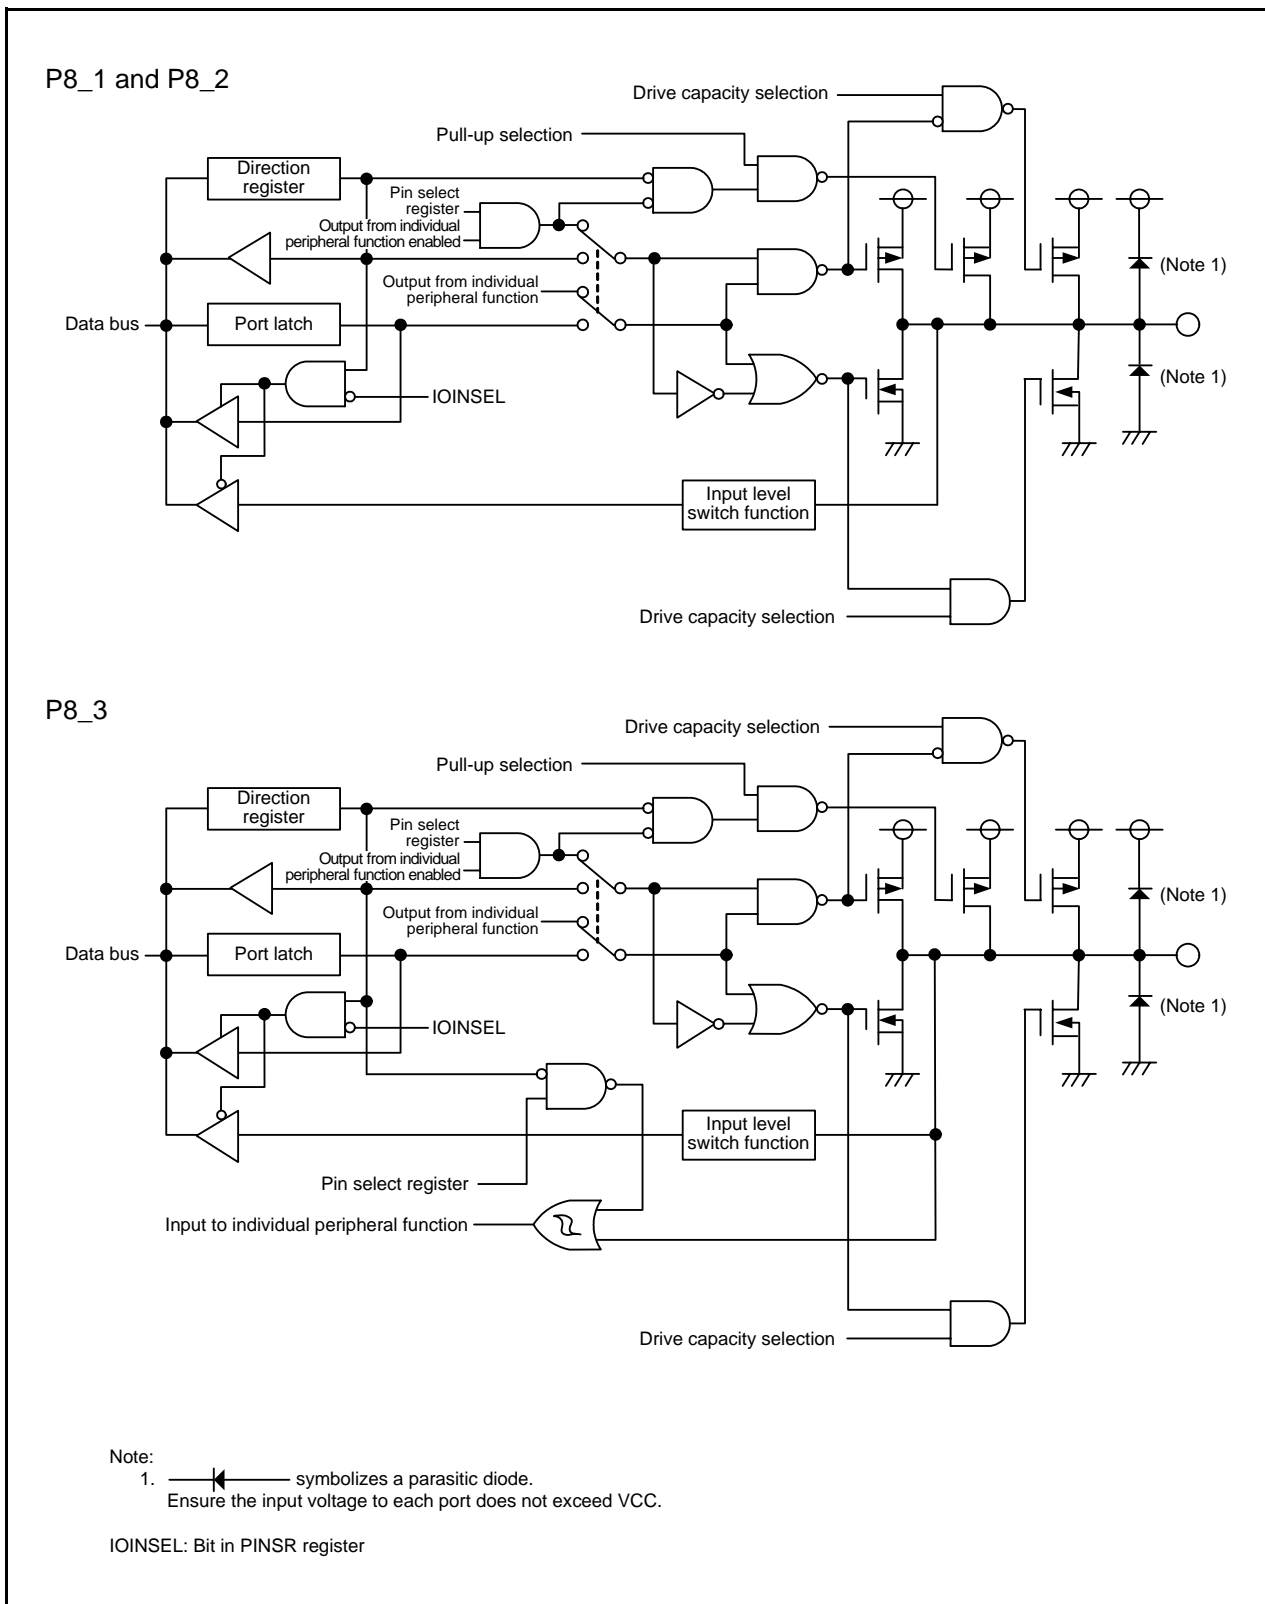 P8_1 and P8_2
Drive capacity selection
Pull-up selection
Direction
register
Pin select
register
Output from individual
peripheral function enabled
(Note 1)
Output from individual
peripheral function
Data bus
Port latch
(Note 1)
IOINSEL
Input level
switch function
Drive capacity selection
P8_3
Drive capacity selection
Pull-up selection
Direction
register
Pin select
register
Output from individual
peripheral function enabled
(Note 1)
Output from individual
peripheral function
Data bus
Port latch
(Note 1)
IOINSEL
Input level
switch function
Pin select register
Input to individual peripheral function
Drive capacity selection
Note:
1. symbolizes a parasitic diode.
Ensure the input voltage to each port does not exceed VCC.
IOINSEL: Bit in PINSR register